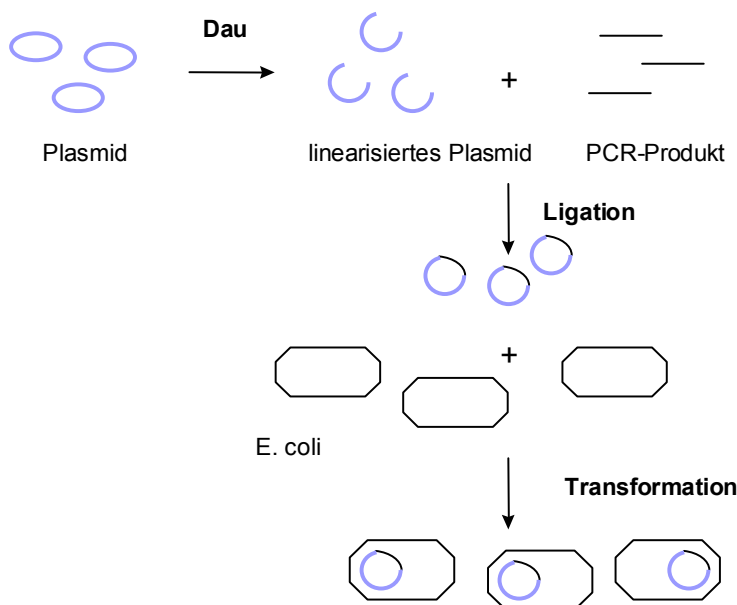 Dau
+
Plasmid
linearisiertes Plasmid
PCR-Produkt
Ligation
+
E. coli
Transformation